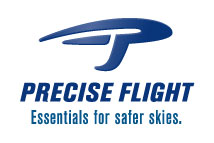 PRECISE FLIGHT
Essentials for safer skies.